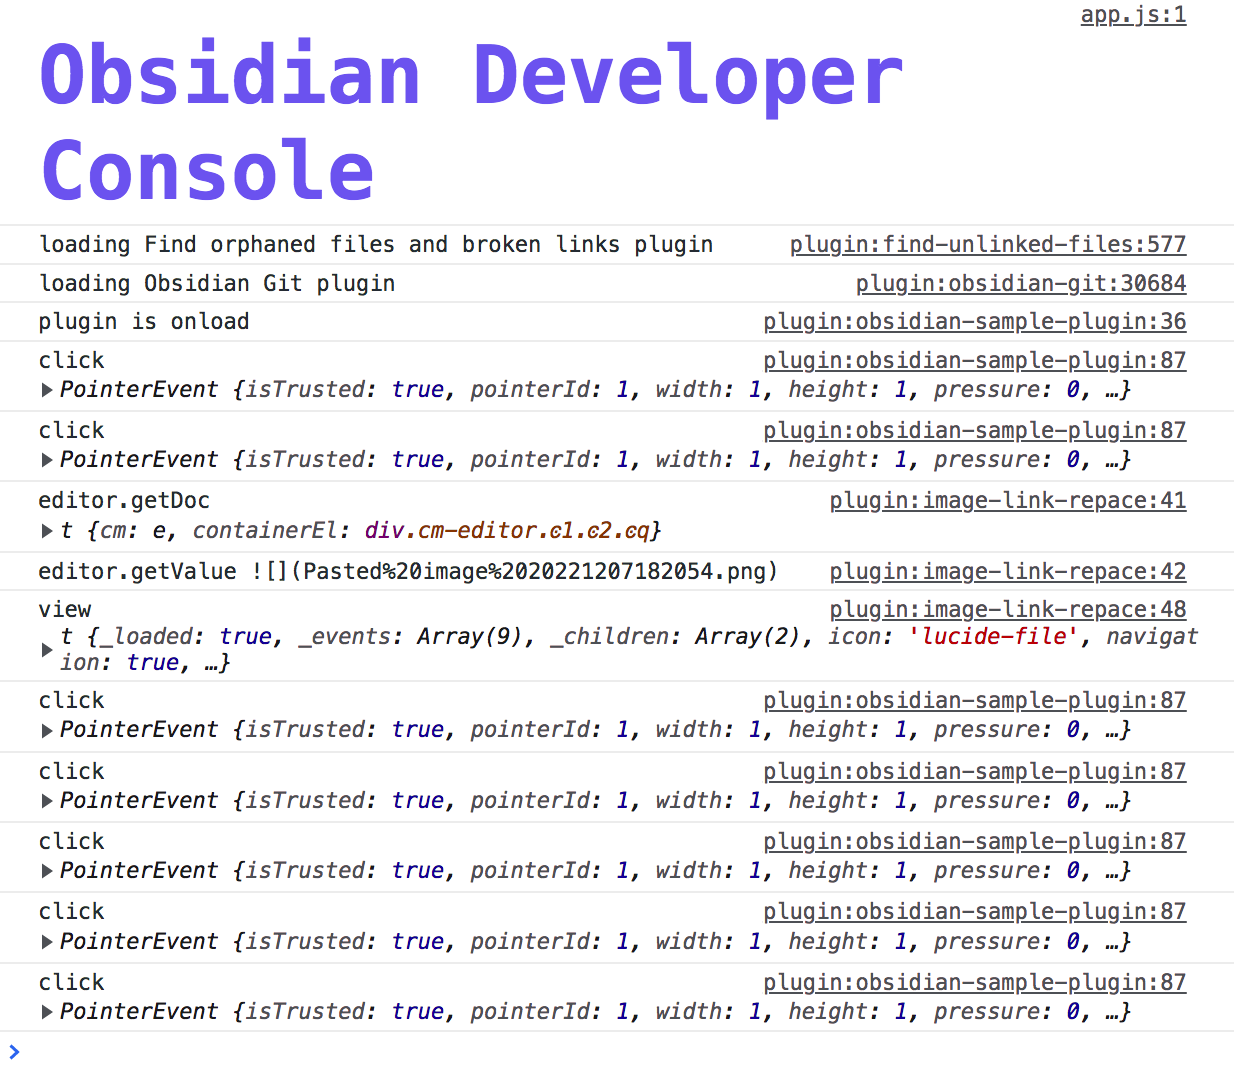 app.js:1
Obsidian Developer
Console
loading Find orphaned files and broken links plugin plugin:find-unlinked-files:577
loading Obsidian Git plugin plugin:obsidian-git:30684
plugin is onload plugin:obsidian-sample-plugin:36
click plugin:obsidian-sample-plugin:87
▶ PointerEvent {isTrusted: true, pointerId: 1, width: 1, height: 1, pressure: 0, …}
click plugin:obsidian-sample-plugin:87
▶ PointerEvent {isTrusted: true, pointerId: 1, width: 1, height: 1, pressure: 0, …}
editor.getDoc plugin:image-link-repace:41
▶ t {cm: e, containerEl: div.cm-editor.ͼ1.ͼ2.ͼq}
editor.getValue ![](Pasted%20image%2020221207182054.png) plugin:image-link-repace:42
view plugin:image-link-repace:48
▶ t {_loaded: true, _events: Array(9), _children: Array(2), icon: 'lucide-file', navigat
ion: true, …}
click plugin:obsidian-sample-plugin:87
▶ PointerEvent {isTrusted: true, pointerId: 1, width: 1, height: 1, pressure: 0, …}
click plugin:obsidian-sample-plugin:87
▶ PointerEvent {isTrusted: true, pointerId: 1, width: 1, height: 1, pressure: 0, …}
click plugin:obsidian-sample-plugin:87
▶ PointerEvent {isTrusted: true, pointerId: 1, width: 1, height: 1, pressure: 0, …}
click plugin:obsidian-sample-plugin:87
▶ PointerEvent {isTrusted: true, pointerId: 1, width: 1, height: 1, pressure: 0, …}
click plugin:obsidian-sample-plugin:87
▶ PointerEvent {isTrusted: true, pointerId: 1, width: 1, height: 1, pressure: 0, …}